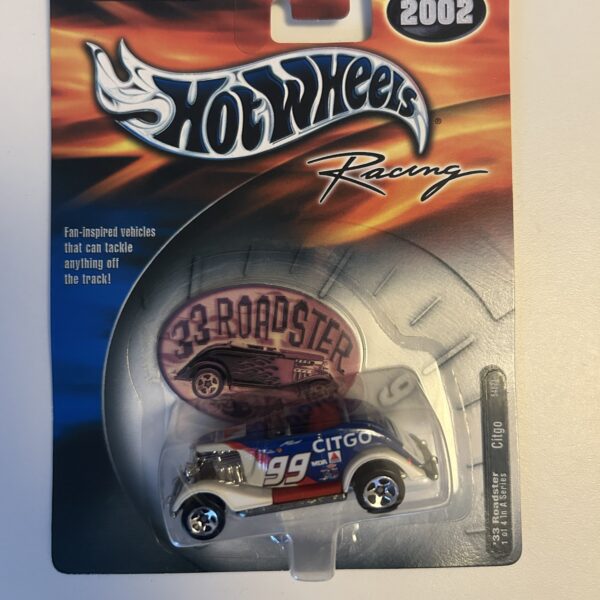 2002
HOT WHEELS
®
Racing
Fan-inspired vehicles
that can tackle
anything off
the track!
'33 ROADSTER
CITGO
99
'33 Roadster Citgo
1 of 4 in A Series